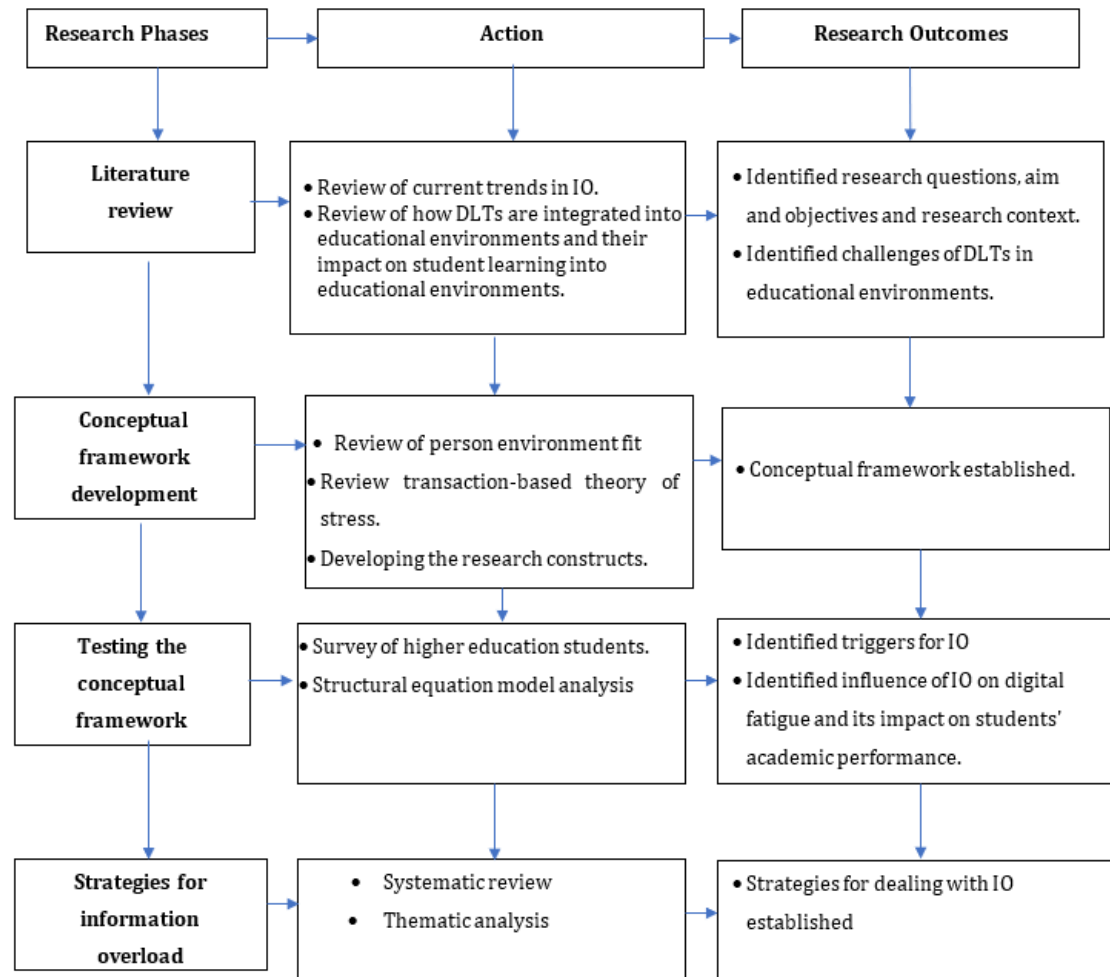 Research Phases
Action
Research Outcomes
Literature
review
• Review of current trends in IO.
• Review of how DLTs are integrated into
educational environments and their
impact on student learning into
educational environments.
• Identified research questions, aim
and objectives and research context.
• Identified challenges of DLTs in
educational environments.
Conceptual
framework
development
• Review of person environment fit
• Review transaction-based theory of
stress.
• Developing the research constructs.
• Conceptual framework established.
Testing the
conceptual
framework
• Survey of higher education students.
• Structural equation model analysis
• Identified triggers for IO
• Identified influence of IO on digital
fatigue and its impact on students'
academic performance.
Strategies for
information
overload
• Systematic review
• Thematic analysis
• Strategies for dealing with IO
established